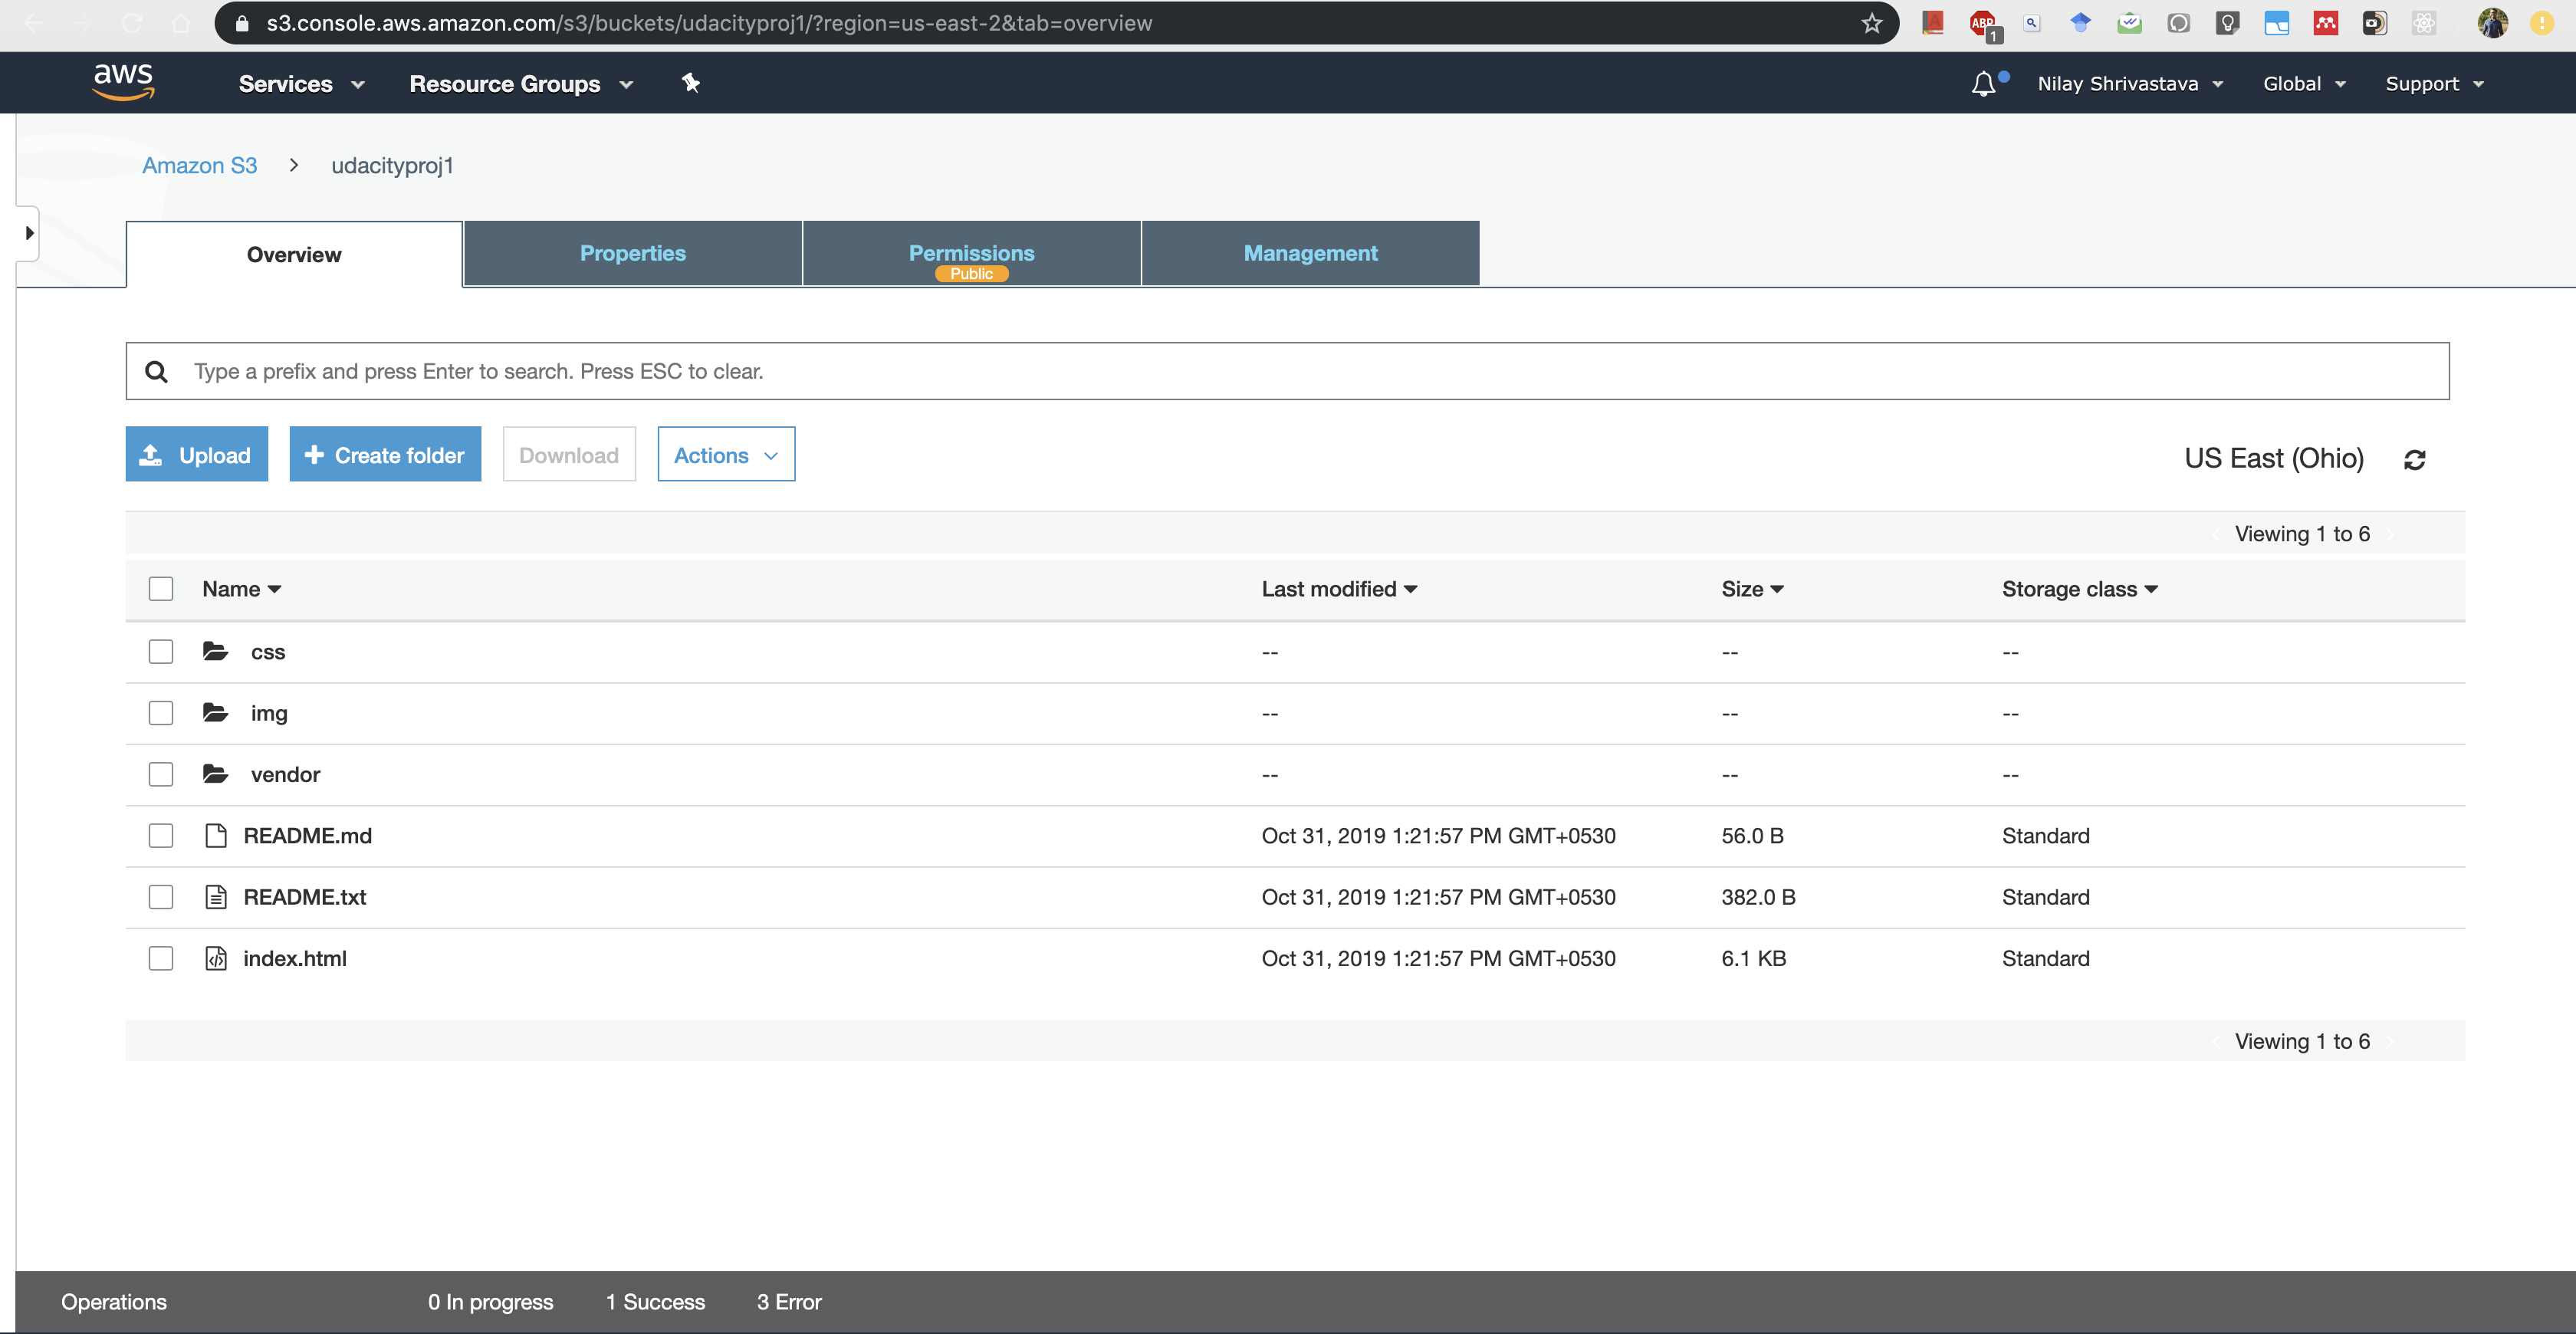 s3.console.aws.amazon.com/s3/buckets/udacityproj1/?region=us-east-2&tab=overview
ABP 1
aws Services Resource Groups Nilay Shrivastava Global Support
Amazon S3 > udacityproj1
Overview Properties Permissions Management
Public
Type a prefix and press Enter to search. Press ESC to clear.
Upload + Create folder Download Actions US East (Ohio)
Viewing 1 to 6
Name Last modified Size Storage class
css -- -- --
img -- -- --
vendor -- -- --
README.md Oct 31, 2019 1:21:57 PM GMT+0530 56.0 B Standard
README.txt Oct 31, 2019 1:21:57 PM GMT+0530 382.0 B Standard
index.html Oct 31, 2019 1:21:57 PM GMT+0530 6.1 KB Standard
Viewing 1 to 6
Operations 0 In progress 1 Success 3 Error